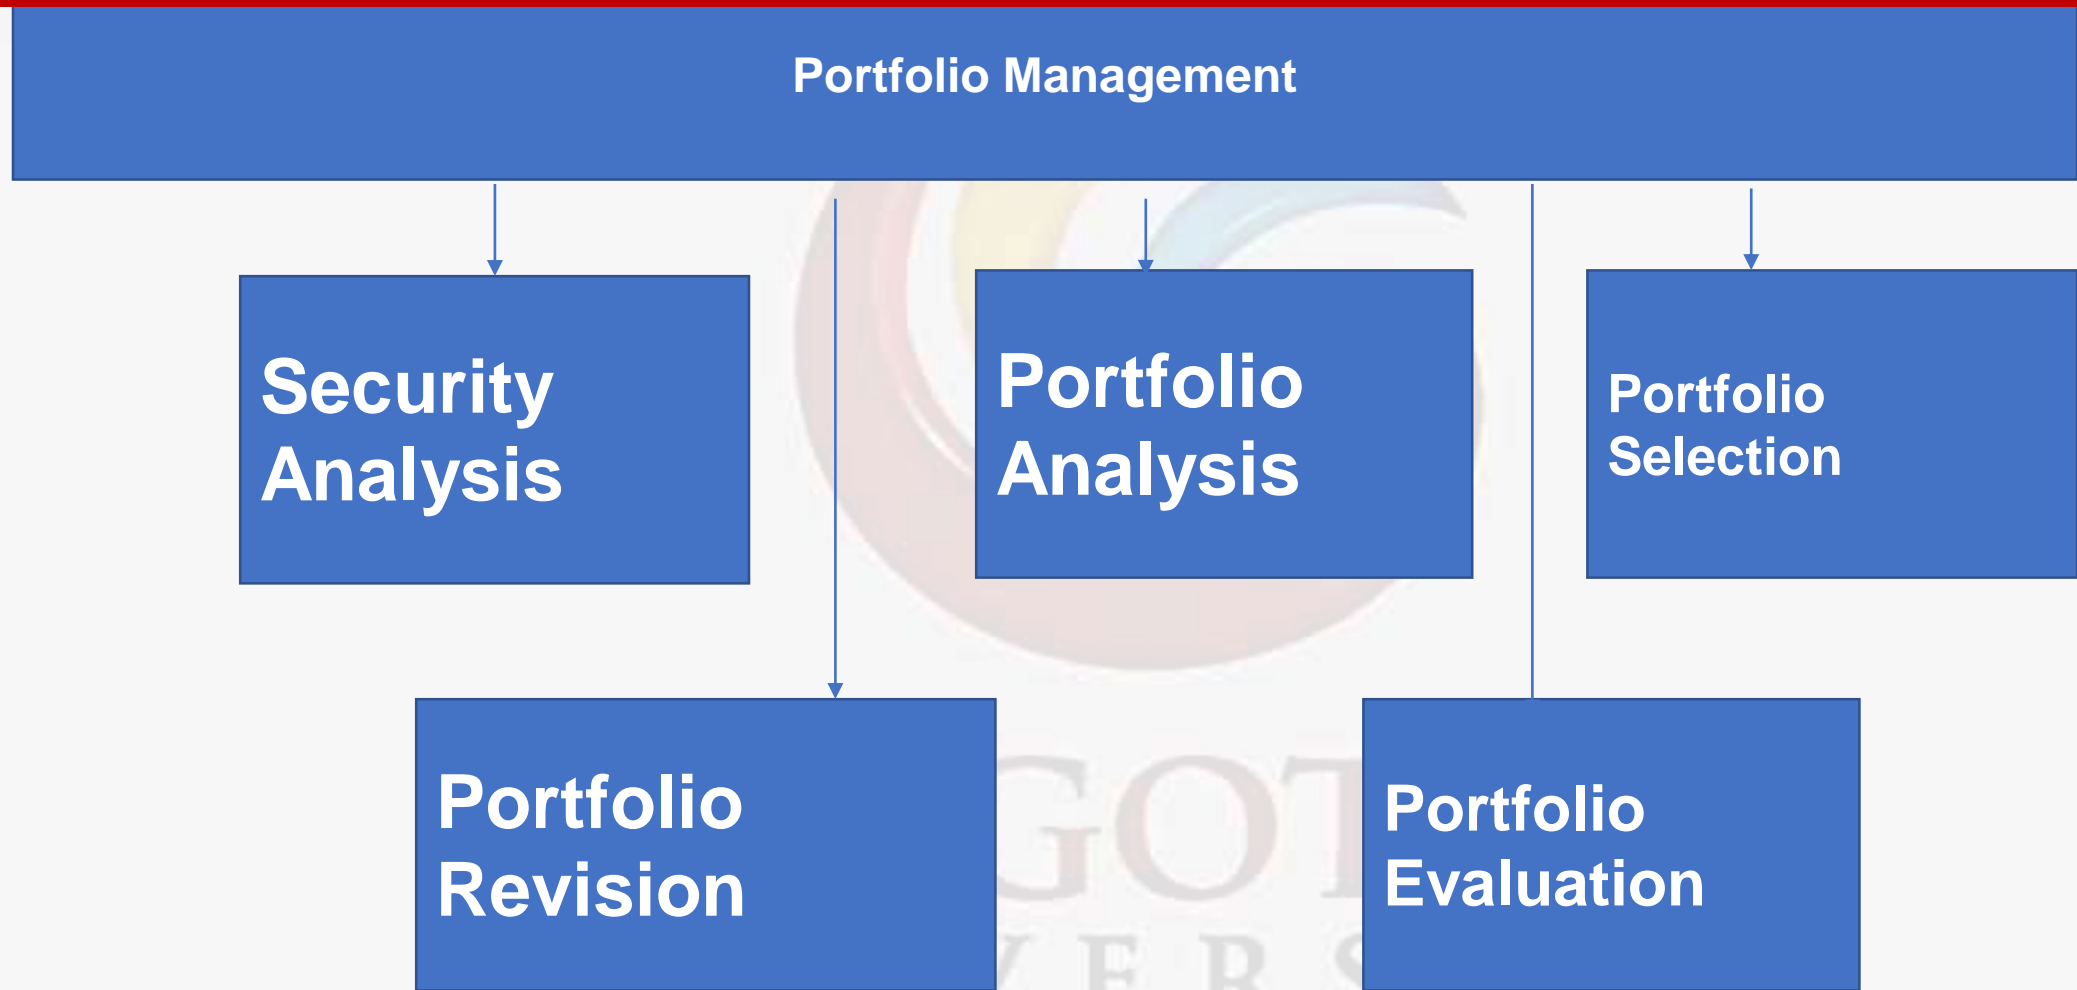 Portfolio Management
Security
Analysis
Portfolio
Analysis
Portfolio
Selection
Portfolio
Revision
Portfolio
Evaluation